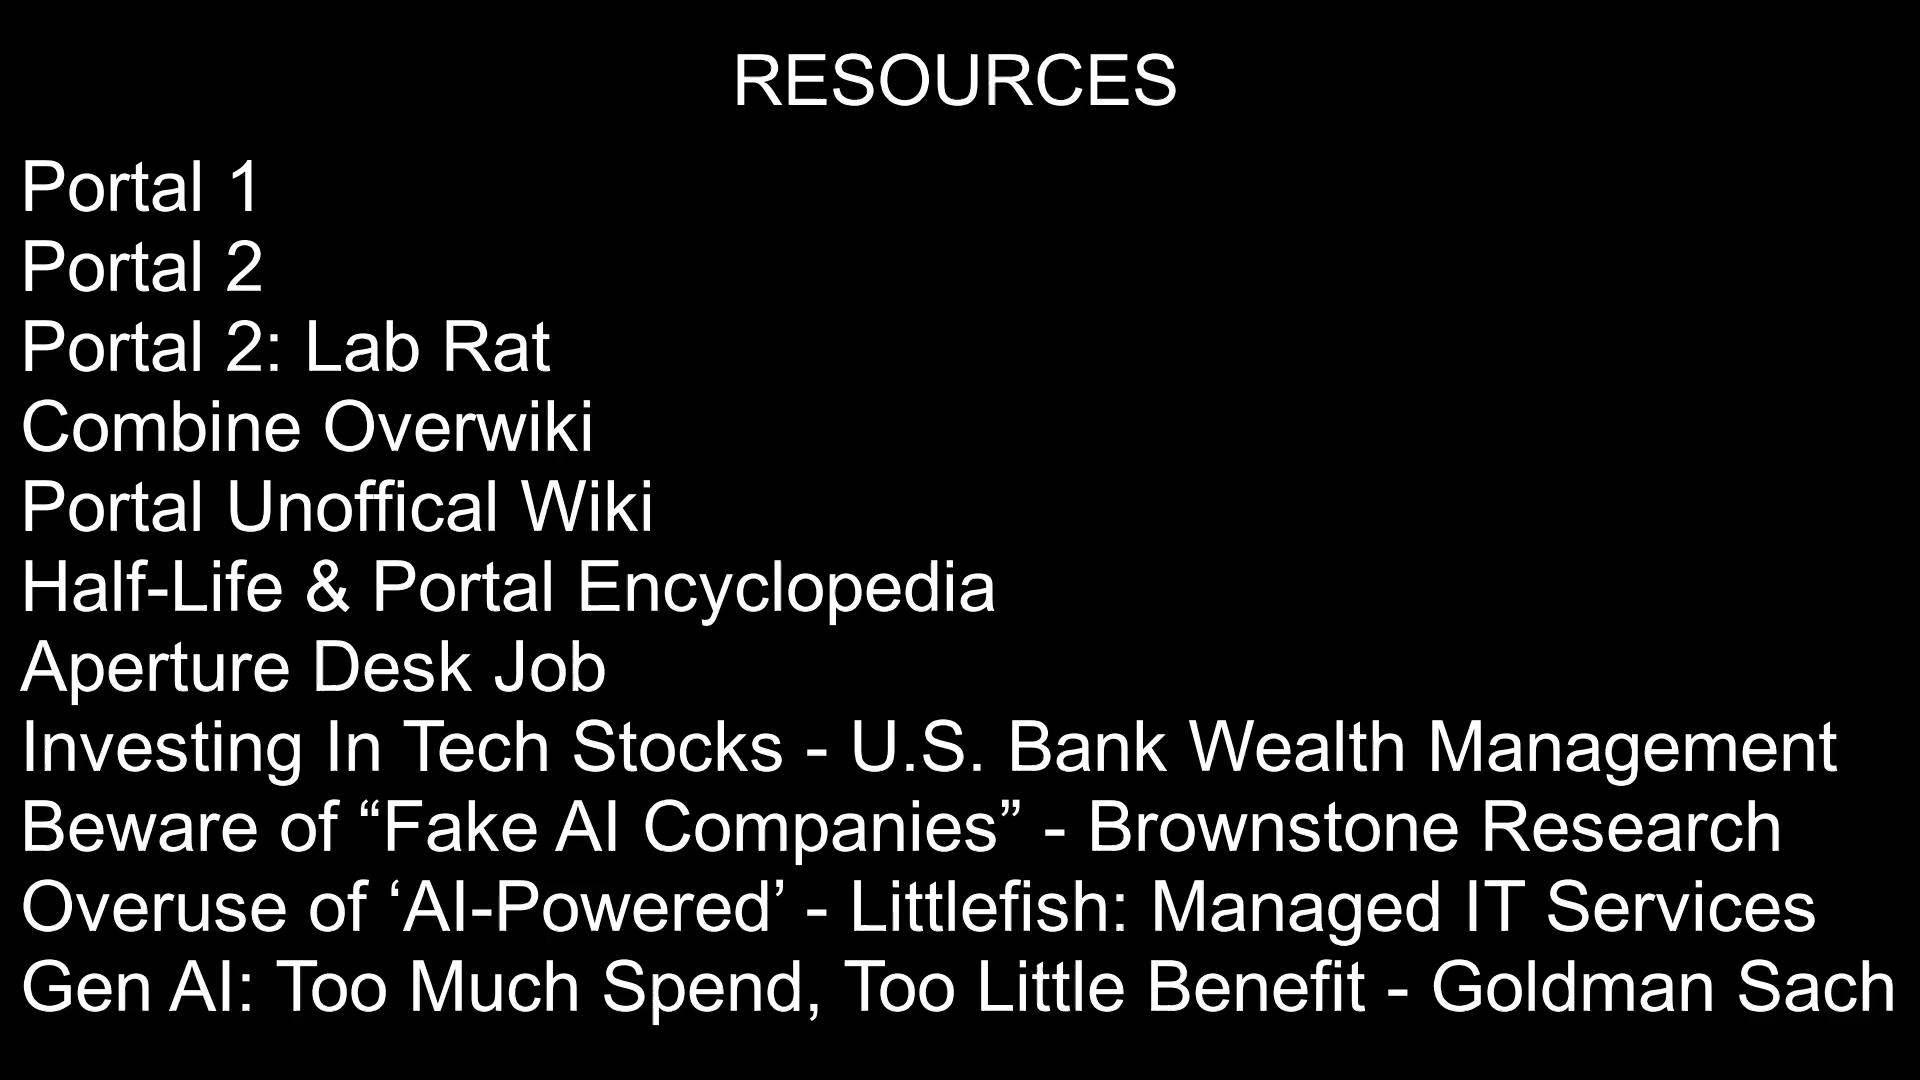 RESOURCES
Portal 1
Portal 2
Portal 2: Lab Rat
Combine Overwiki
Portal Unoffical Wiki
Half-Life & Portal Encyclopedia
Aperture Desk Job
Investing In Tech Stocks - U.S. Bank Wealth Management
Beware of “Fake AI Companies” - Brownstone Research
Overuse of ‘AI-Powered’ - Littlefish: Managed IT Services
Gen AI: Too Much Spend, Too Little Benefit - Goldman Sach